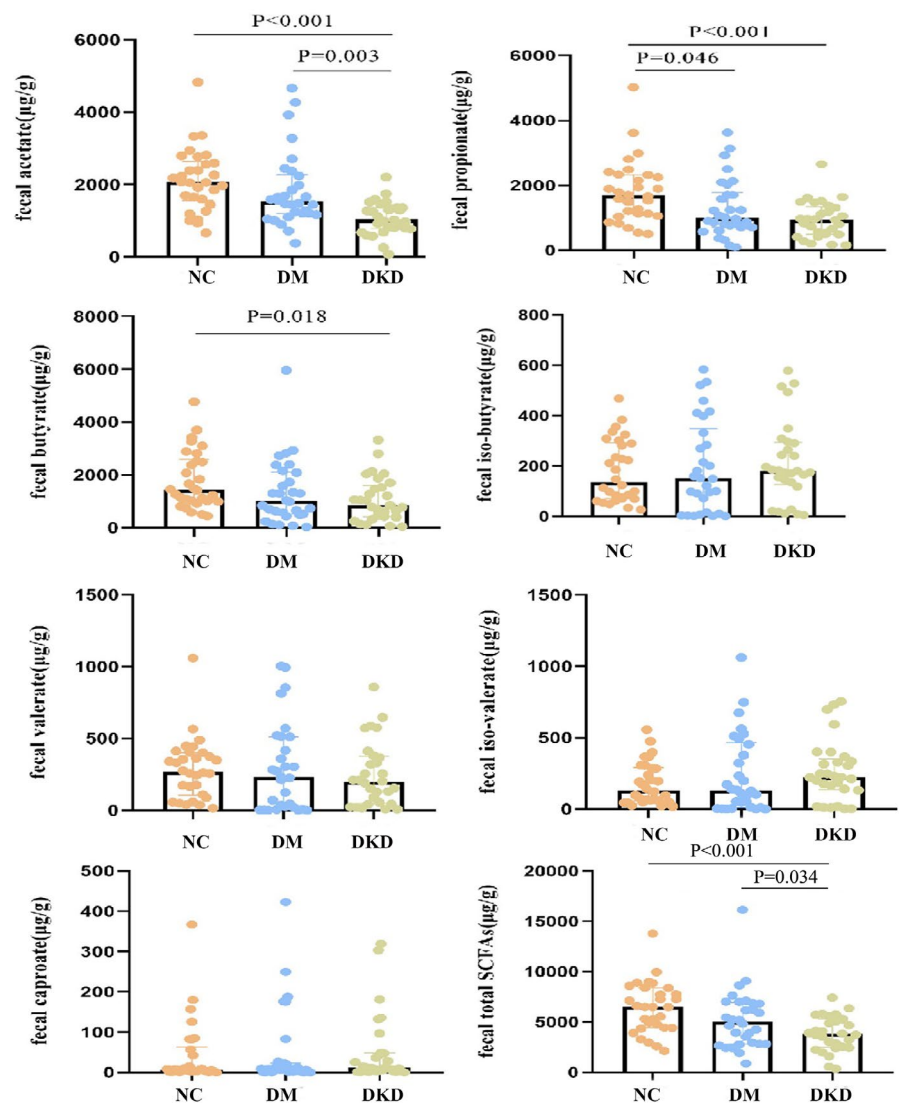 P<0.001
P=0.003
fecal acetate(μg/g)
6000
4000
2000
0
NC DM DKD
P<0.001
P=0.046
fecal propionate(μg/g)
6000
4000
2000
0
NC DM DKD
P=0.018
fecal butyrate(μg/g)
8000
6000
4000
2000
0
NC DM DKD
fecal iso-butyrate(μg/g)
800
600
400
200
0
NC DM DKD
fecal valerate(μg/g)
1500
1000
500
0
NC DM DKD
fecal iso-valerate(μg/g)
1500
1000
500
0
NC DM DKD
fecal caproate(μg/g)
500
400
300
200
100
0
NC DM DKD
P<0.001
P=0.034
fecal total SCFAs(μg/g)
20000
15000
10000
5000
0
NC DM DKD